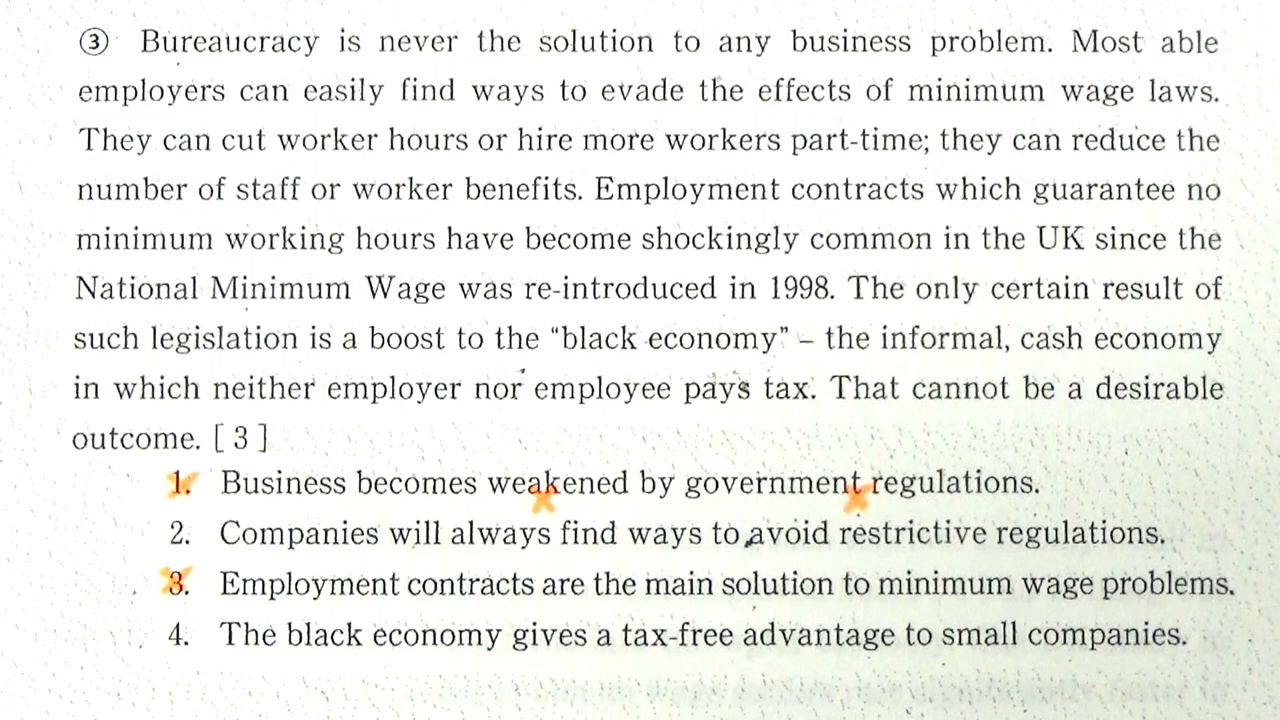 ③ Bureaucracy is never the solution to any business problem. Most able
employers can easily find ways to evade the effects of minimum wage laws.
They can cut worker hours or hire more workers part-time; they can reduce the
number of staff or worker benefits. Employment contracts which guarantee no
minimum working hours have become shockingly common in the UK since the
National Minimum Wage was re-introduced in 1998. The only certain result of
such legislation is a boost to the “black economy” – the informal, cash economy
in which neither employer nor employee pays tax. That cannot be a desirable
outcome. [ 3 ]
1. Business becomes weakened by government regulations.
2. Companies will always find ways to avoid restrictive regulations.
3. Employment contracts are the main solution to minimum wage problems.
4. The black economy gives a tax-free advantage to small companies.